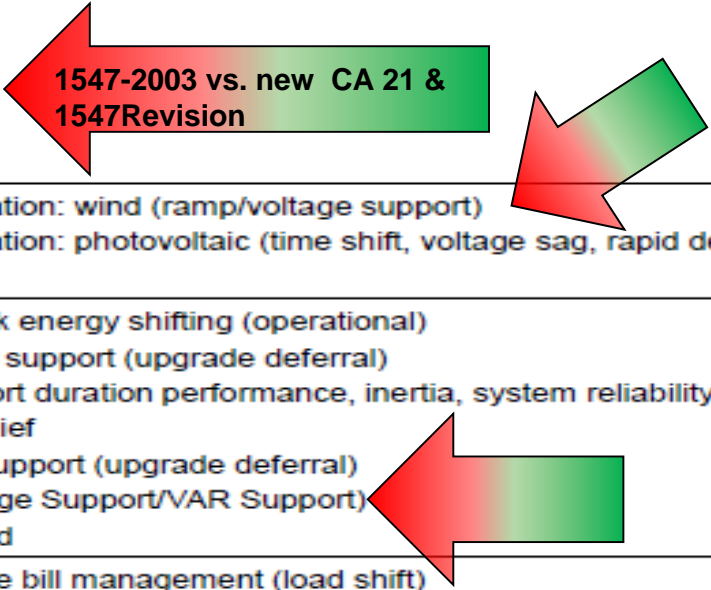 1547-2003 vs. new CA 21 &
1547Revision
ation: wind (ramp/voltage support)
ation: photovoltaic (time shift, voltage sag, rapid de
k energy shifting (operational)
support (upgrade deferral)
ort duration performance, inertia, system reliability
ief
upport (upgrade deferral)
ge Support/VAR Support)
d
e bill management (load shift)